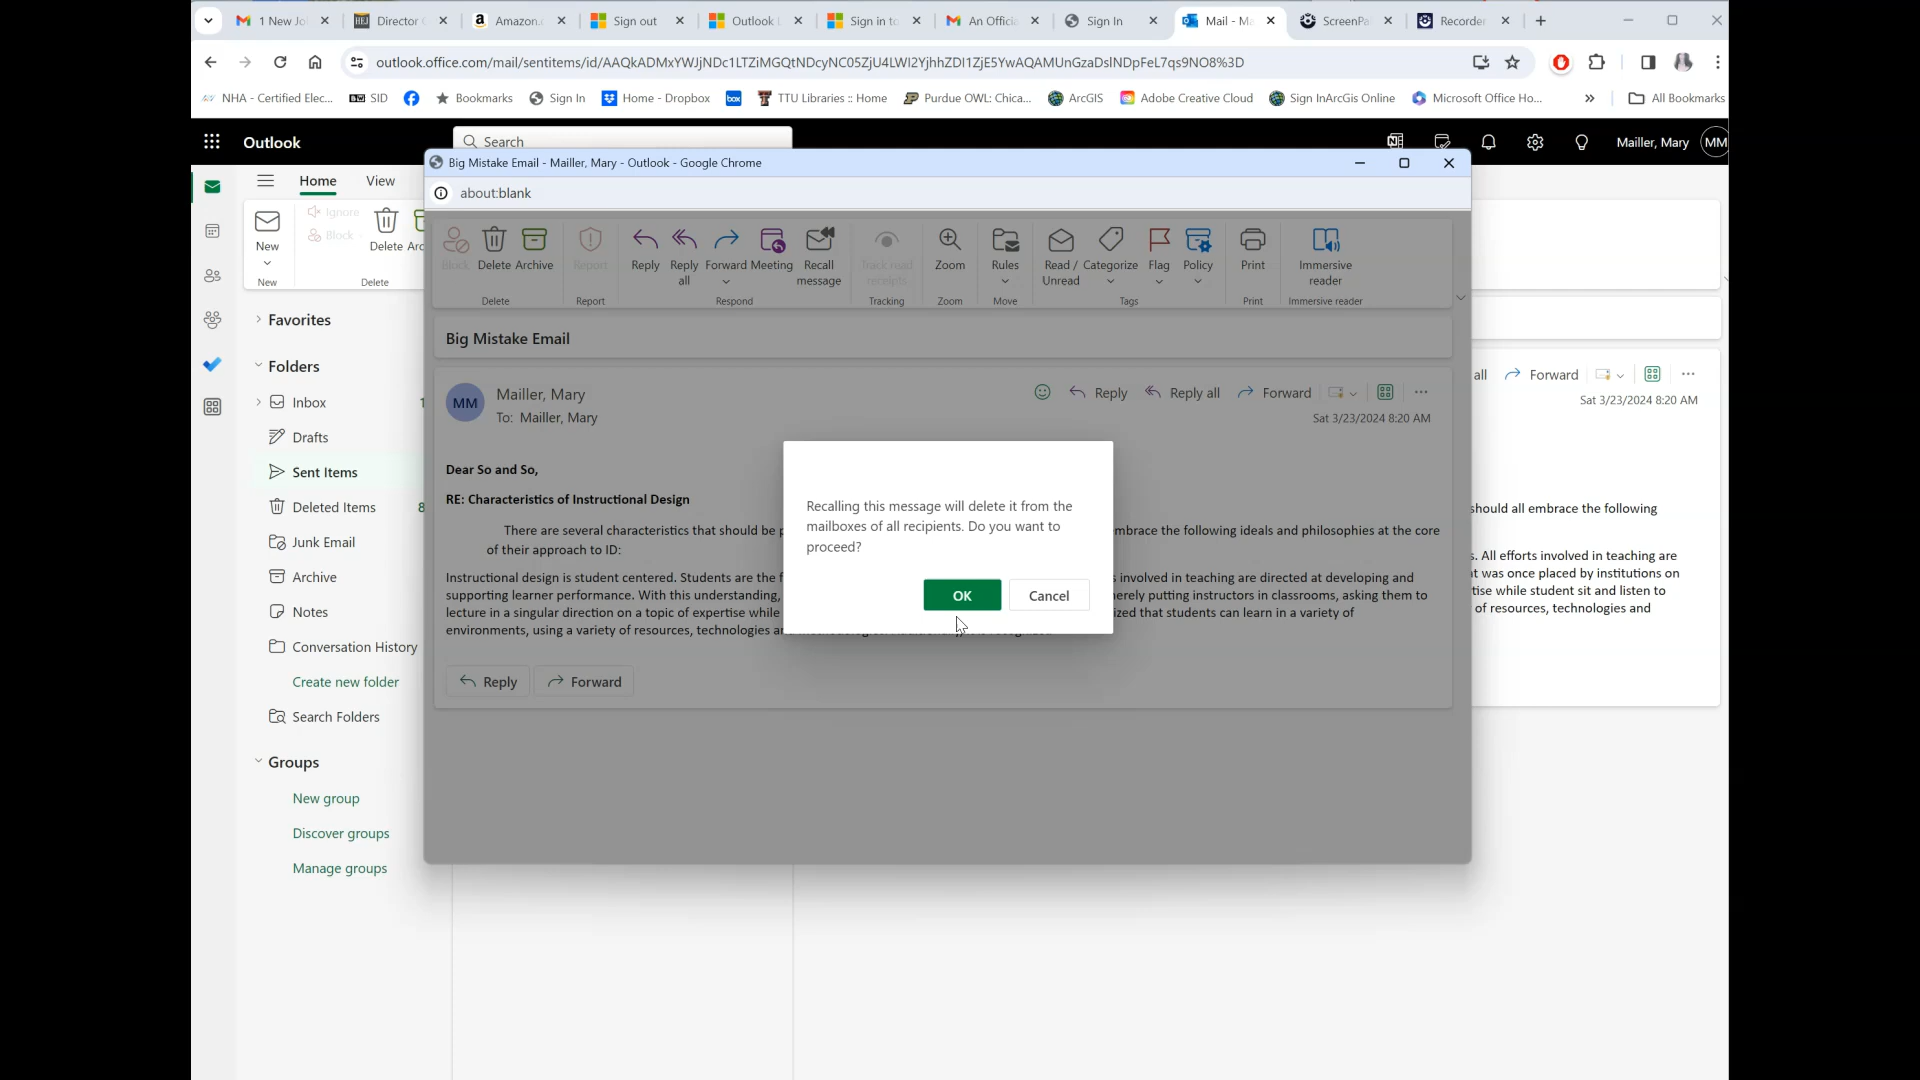 1 New Jo
Director
Amazon.
Sign out
Outlook
Sign in to
An Officia
Sign In
Mail - Ma
ScreenPa
Recorder
outlook.office.com/mail/sentitems/id/AAQkADMxYWJjNDc1LTZiMGQtNDcyNC05ZjU4LWI2YjhhZDI1ZjE5YwAQAMUnGzaDslNDpFeL7qs9NO8%3D
NHA - Certified Elec...
SID
Bookmarks
Sign In
Home - Dropbox
box
TTU Libraries :: Home
Purdue OWL: Chica...
ArcGIS
Adobe Creative Cloud
Sign InArcGis Online
Microsoft Office Ho...
All Bookmarks
Outlook
Search
Mailler, Mary
MM
Big Mistake Email - Mailler, Mary - Outlook - Google Chrome
about:blank
Home
View
New
Ignore
Block
Delete
Arc
New
Delete
Block
Delete
Archive
Report
Reply
Reply all
Forward
Meeting
Recall message
Track read receipts
Zoom
Rules
Read / Unread
Categorize
Flag
Policy
Print
Immersive reader
Delete
Report
Respond
Tracking
Zoom
Move
Tags
Print
Immersive reader
Favorites
Folders
Inbox 1
Drafts
Sent Items
Deleted Items 8
Junk Email
Archive
Notes
Conversation History
Create new folder
Search Folders
Groups
New group
Discover groups
Manage groups
Big Mistake Email
MM
Mailler, Mary
To: Mailler, Mary
Reply
Reply all
Forward
Sat 3/23/2024 8:20 AM
Dear So and So,
RE: Characteristics of Instructional Design
There are several characteristics that should be p
mbrace the following ideals and philosophies at the core
of their approach to ID:
Instructional design is student centered. Students are the f
s involved in teaching are directed at developing and
supporting learner performance. With this understanding,
erely putting instructors in classrooms, asking them to
lecture in a singular direction on a topic of expertise while
zed that students can learn in a variety of
environments, using a variety of resources, technologies a
Reply
Forward
Recalling this message will delete it from the
mailboxes of all recipients. Do you want to
proceed?
OK
Cancel
all
Forward
Sat 3/23/2024 8:20 AM
should all embrace the following
s. All efforts involved in teaching are
t was once placed by institutions on
tise while student sit and listen to
of resources, technologies and